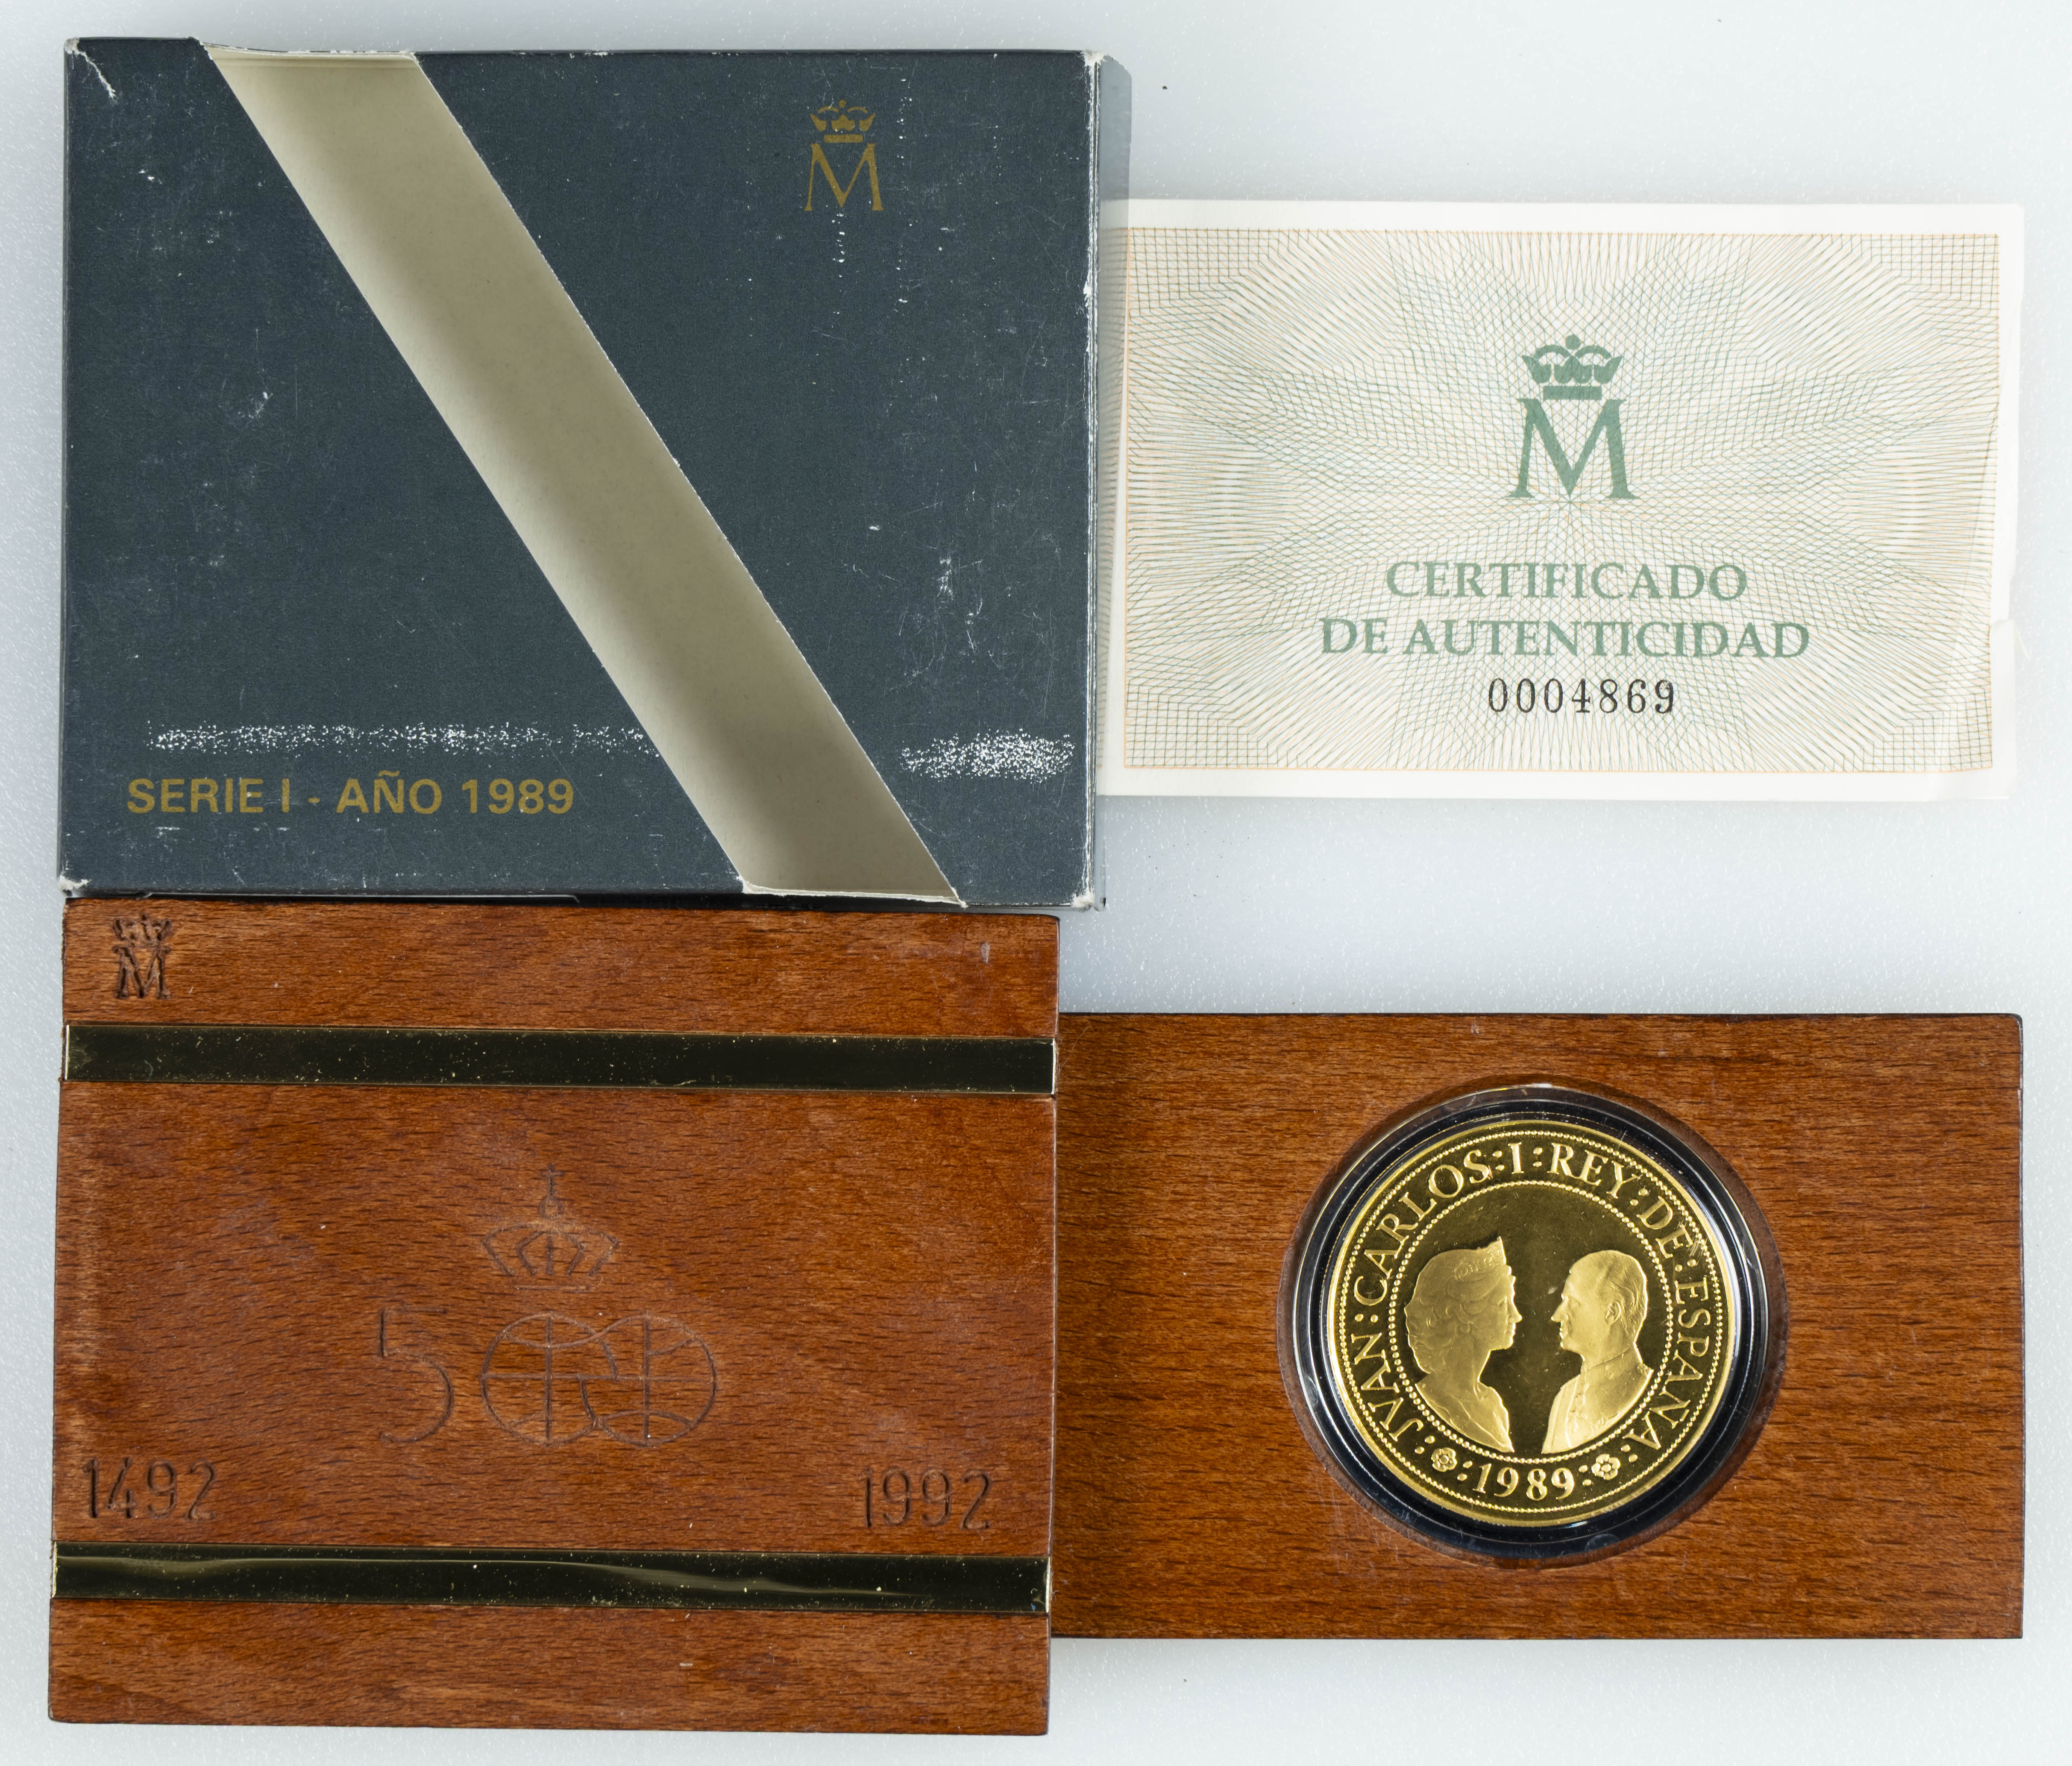 M
SERIE I - AÑO 1989
M
CERTIFICADO
DE AUTENTICIDAD
0004869
M
500
1492 1992
JVAN:CARLOS:I:REY:DE:ESPAÑA:
:1989: